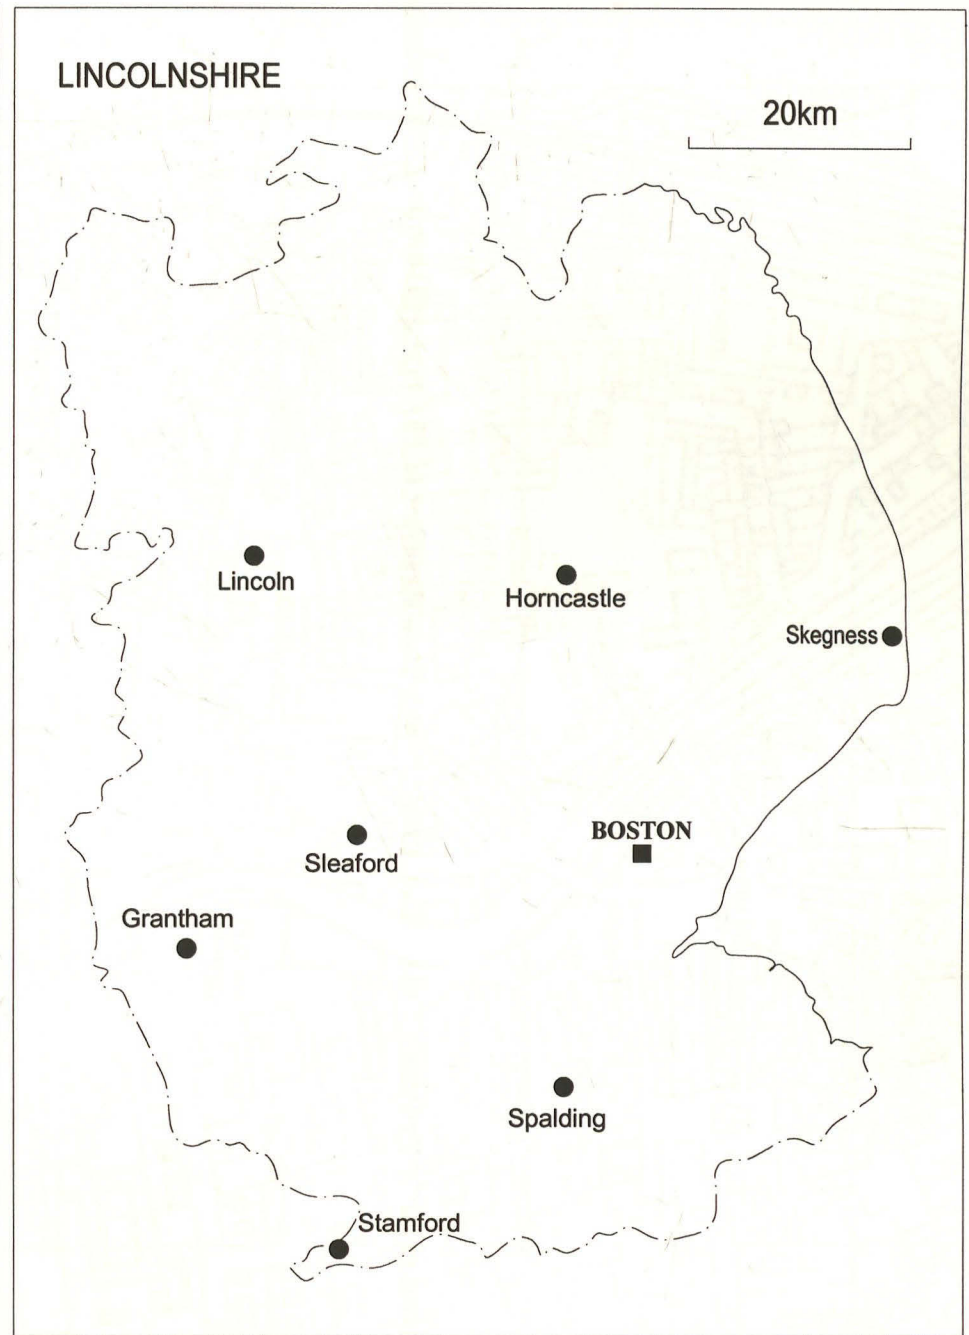 LINCOLNSHIRE
20km
Lincoln
Horncastle
Skegness
BOSTON
Sleaford
Grantham
Spalding
Stamford